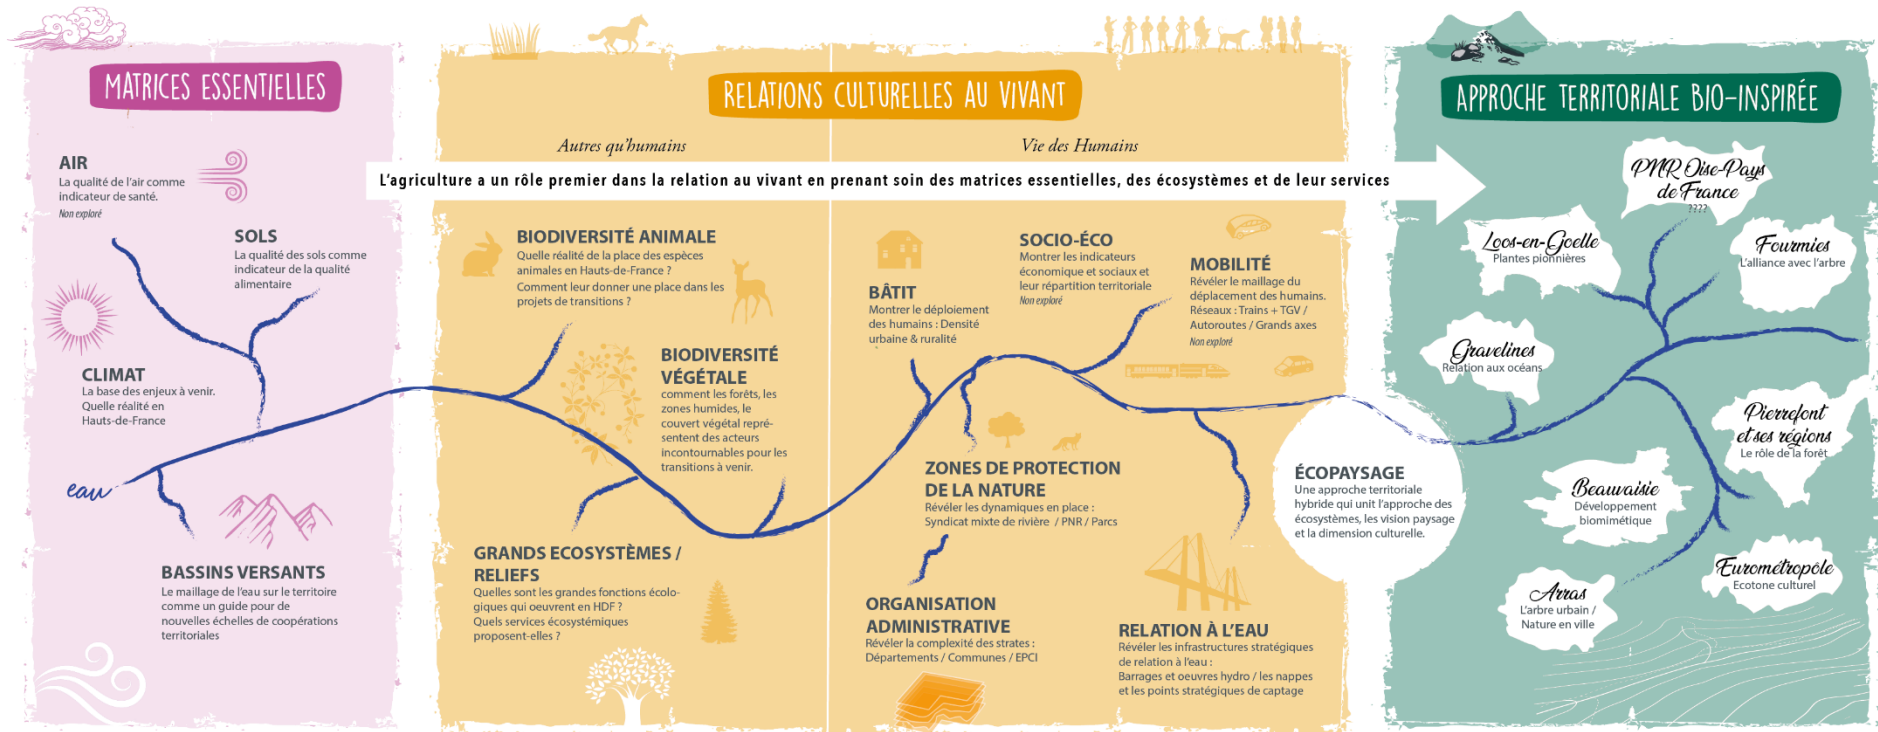 MATRICES ESSENTIELLES
AIR
La qualité de l'air comme
indicateur de santé.
Non exploré
SOLS
La qualité des sols comme
indicateur de la qualité
alimentaire
CLIMAT
La base des enjeux à venir.
Quelle réalité en
Hauts-de-France
eau
BASSINS VERSANTS
Le maillage de l'eau sur le territoire
comme un guide pour de
nouvelles échelles de coopérations
territoriales
RELATIONS CULTURELLES AU VIVANT
Autres qu'humains
Vie des Humains
L'agriculture a un rôle premier dans la relation au vivant en prenant soin des matrices essentielles, des écosystèmes et de leur services
BIODIVERSITÉ ANIMALE
Quelle réalité de la place des espèces
animales en Hauts-de-France ?
Comment leur donner une place dans les
projets de transitions ?
BIODIVERSITÉ
VÉGÉTALE
comment les forêts, les
zones humides, le
couvert végétal repré-
sentent des acteurs
incontournables pour les
transitions à venir.
GRANDS ECOSYSTÈMES /
RELIEFS
Quelles sont les grandes fonctions écolo-
giques qui oeuvrent en HDF ?
Quels services écosystémiques
proposent-elles ?
BÂTIT
Montrer le déploiement
des humains : Densité
urbaine & ruralité
SOCIO-ÉCO
Montrer les indicateurs
économique et sociaux et
leur répartition territoriale
Non exploré
MOBILITÉ
Révéler le maillage du
déplacement des humains.
Réseaux : Trains + TGV /
Autoroutes / Grands axes
Non exploré
ZONES DE PROTECTION
DE LA NATURE
Révéler les dynamiques en place :
Syndicat mixte de rivière / PNR / Parcs
ORGANISATION
ADMINISTRATIVE
Révéler la complexité des strates :
Départements / Communes / EPCI
RELATION À L'EAU
Révéler les infrastructures stratégiques
de relation à l'eau :
Barrages et oeuvres hydro / les nappes
et les points stratégiques de captage
ÉCOPAYSAGE
Une approche territoriale
hybride qui unit l'approche des
écosystèmes, les vision paysage
et la dimension culturelle.
APPROCHE TERRITORIALE BIO-INSPIRÉE
PNR Oise-Pays
de France
????
Loos-en-Goelle
Plantes pionnières
Fourmies
L'alliance avec l'arbre
Gravelines
Relation aux océans
Pierrefont
et ses régions
Le rôle de la forêt
Beauvaisie
Développement
biomimétique
Eurométropôle
Ecotone culturel
Arras
L'arbre urbain /
Nature en ville